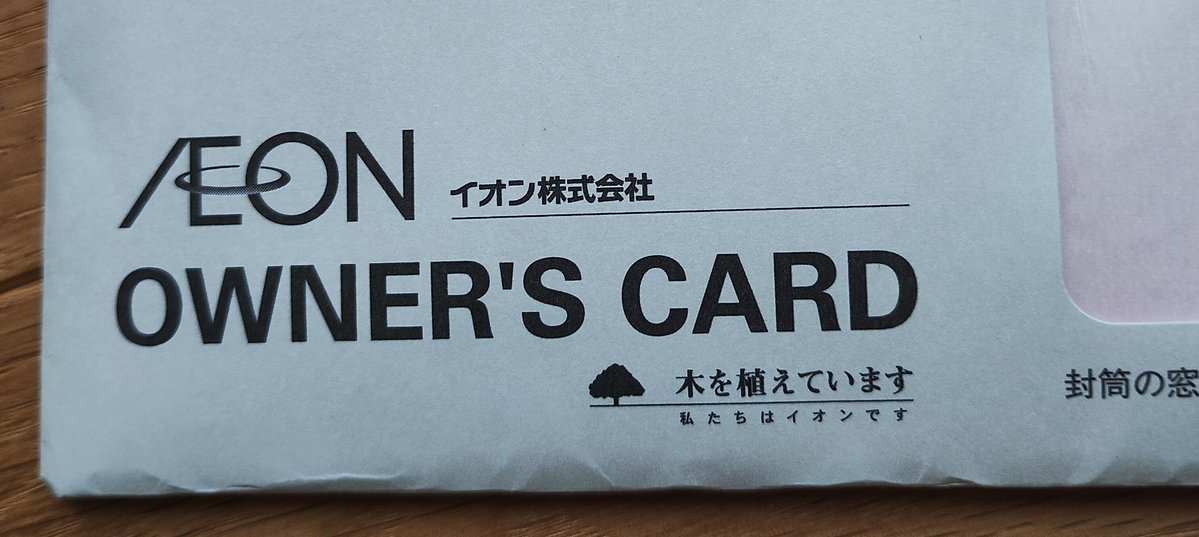 ÆON イオン株式会社
OWNER'S CARD
木を植えています
私たちはイオンです
封筒の窓